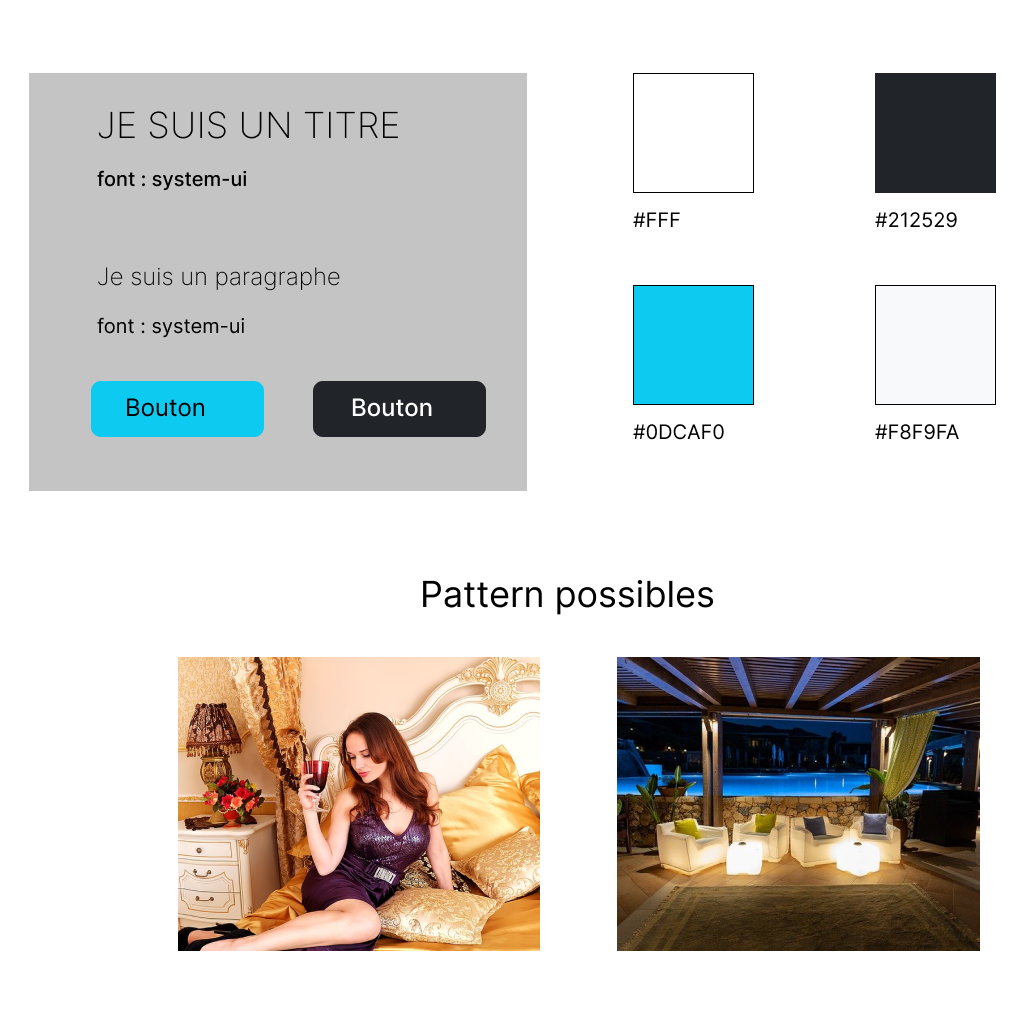 JE SUIS UN TITRE
font : system-ui
Je suis un paragraphe
font : system-ui
Bouton
Bouton
#FFF
#212529
#0DCAF0
#F8F9FA
Pattern possibles